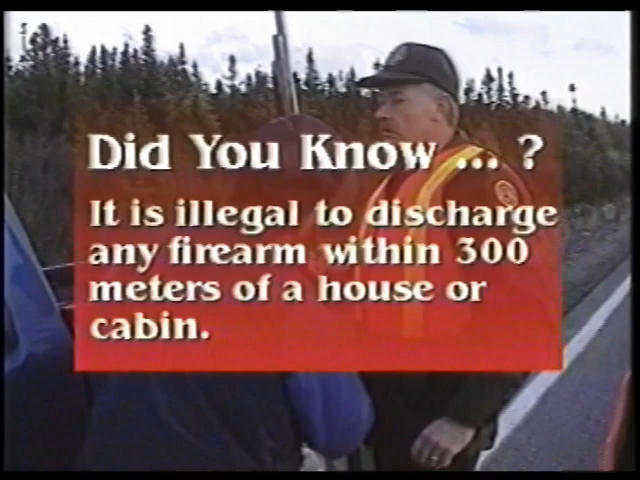 Did You Know ... ?
It is illegal to discharge
any firearm within 300
meters of a house or
cabin.